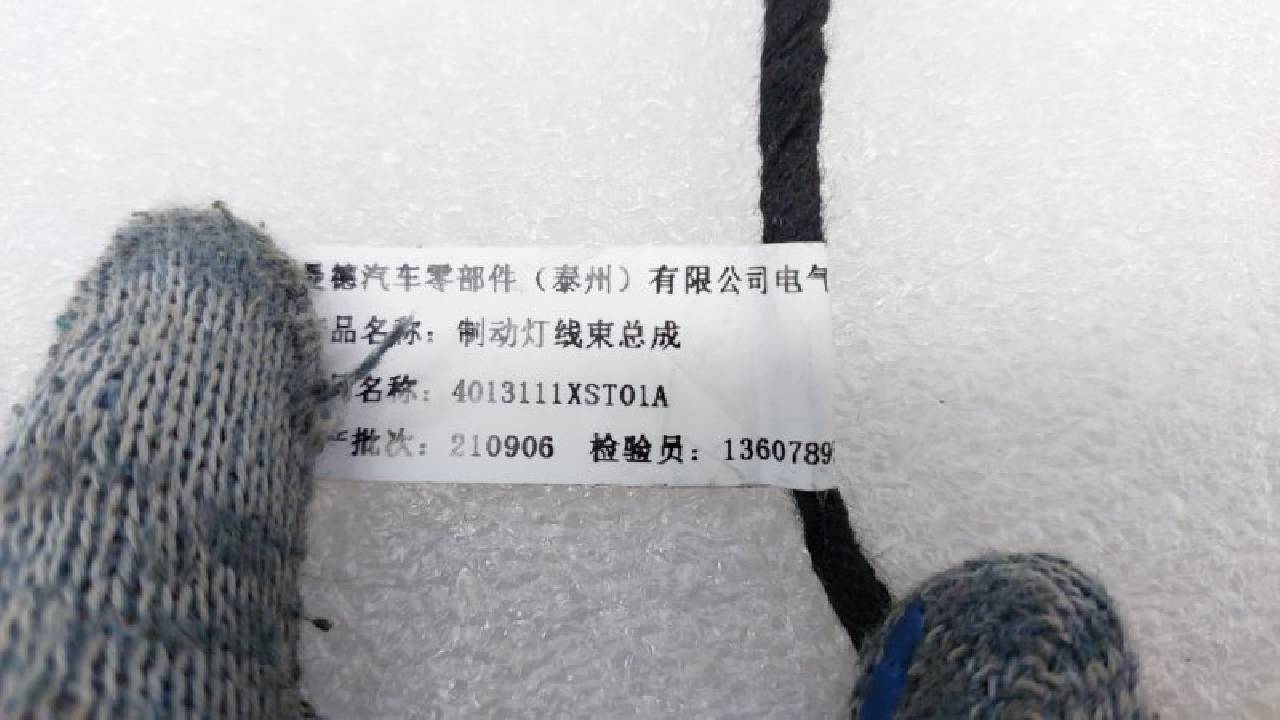 德汽车零部件（泰州）有限公司电气
品名称：制动灯线束总成
名称：4013111XST01A
批次：210906 检验员：1360789